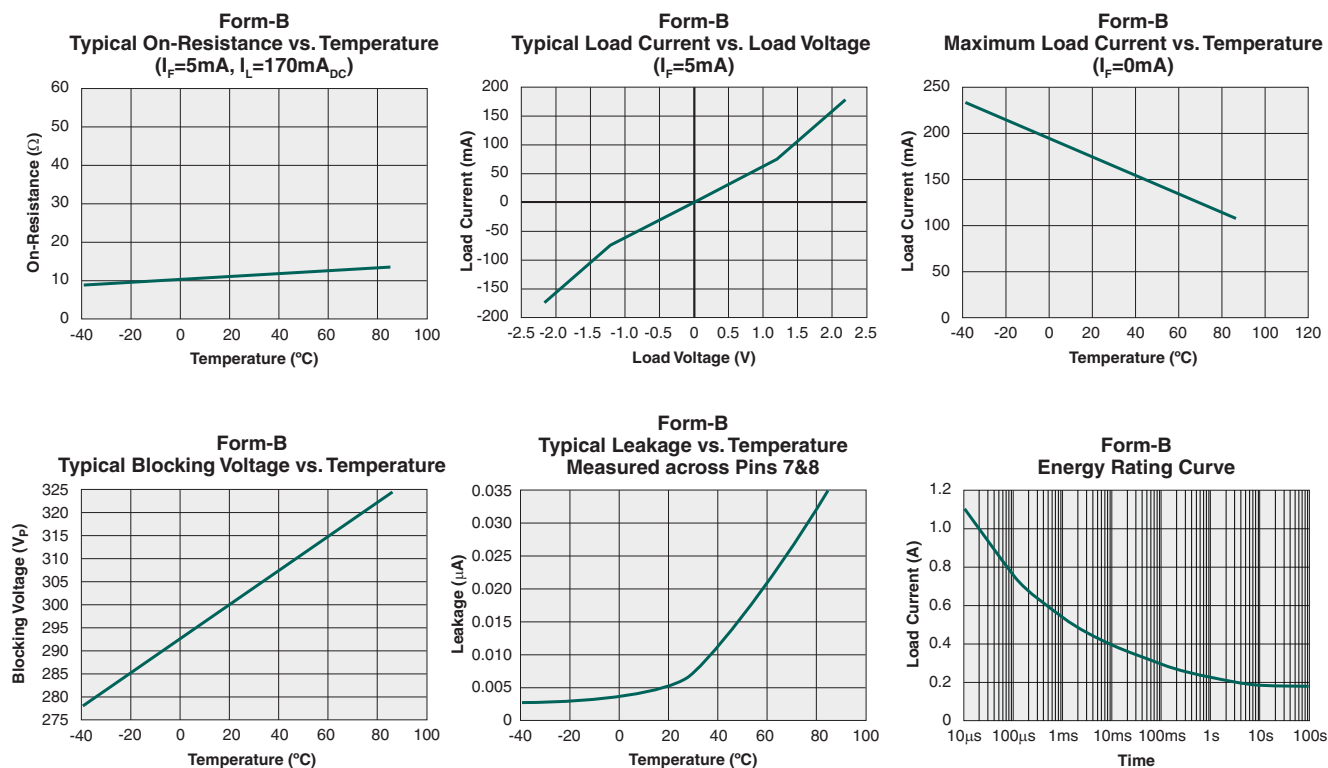 Form-B
Typical On-Resistance vs. Temperature
(IF=5mA, IL=170mADC)
60
50
40
30
20
10
0
On-Resistance (Ω)
-40 -20 0 20 40 60 80 100
Temperature (ºC)
Form-B
Typical Load Current vs. Load Voltage
(IF=5mA)
200
150
100
50
0
-50
-100
-150
-200
Load Current (mA)
-2.5 -2.0 -1.5 -1.0 -0.5 0 0.5 1.0 1.5 2.0 2.5
Load Voltage (V)
Form-B
Maximum Load Current vs. Temperature
(IF=0mA)
250
200
150
100
50
0
Load Current (mA)
-40 -20 0 20 40 60 80 100 120
Temperature (ºC)
Form-B
Typical Blocking Voltage vs. Temperature
325
320
315
310
305
300
295
290
285
280
275
Blocking Voltage (VP)
-40 -20 0 20 40 60 80 100
Temperature (ºC)
Form-B
Typical Leakage vs. Temperature
Measured across Pins 7&8
0.035
0.030
0.025
0.020
0.015
0.010
0.005
0
Leakage (μA)
-40 -20 0 20 40 60 80 100
Temperature (ºC)
Form-B
Energy Rating Curve
1.2
1.0
0.8
0.6
0.4
0.2
0
Load Current (A)
10μs 100μs 1ms 10ms 100ms 1s 10s 100s
Time